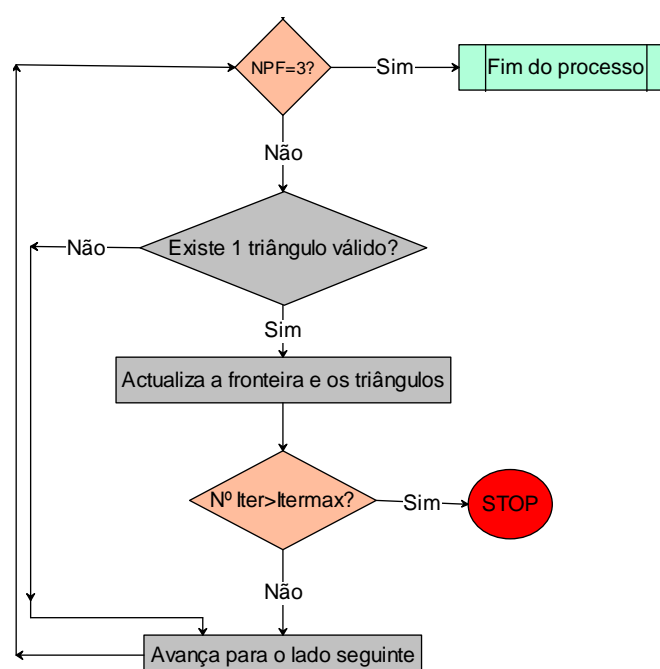 NPF=3?
Sim
Fim do processo
Não
Existe 1 triângulo válido?
Não
Sim
Actualiza a fronteira e os triângulos
Nº Iter>Itermax?
Sim
STOP
Não
Avança para o lado seguinte